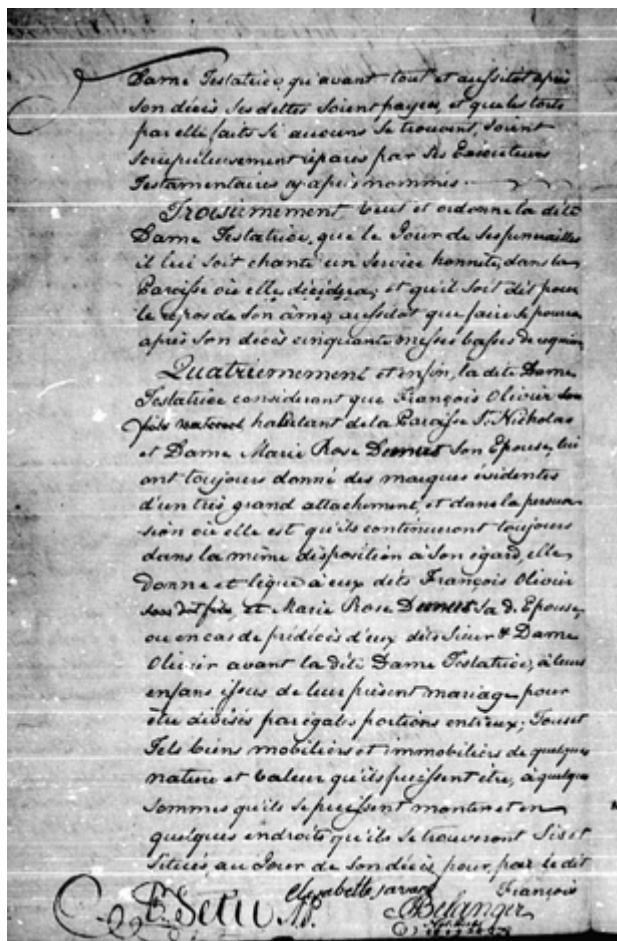 Dame Testatrice, qu'avant tout et aussitôt après
son décès ses dettes soient payées, et que les torts
par elle faits si aucuns se trouvent, soient
scrupuleusement réparés par ses Exécuteurs
Testamentaires cy après nommés.
Troisiemement Veut et ordonne la dite
Dame Testatrice, que le Jour de ses funerailles
il lui soit chanté un Service honnête, dans la
Paroisse où elle décédera, et qu'il soit dit pour
le repos de son âme, aussitôt que faire se pourra
après son décès cinquante messes basses de requiem
Quatriemement et enfin, la dite Dame
Testatrice considerant que François Olivier son
fils habitant de la Paroisse St. Nicholas
et Dame Marie Rose Son Epouse, lui
ont toujours donné des marques évidentes
d'un très grand attachement, et dans la persua-
sion où elle est qu'ils continueront toujours
dans la même disposition à Son égard, elle
donne et lègue à eux dits François Olivier
son dit fils, et Marie Rose Sa d. Epouse,
ou en cas de prédécès d'eux dits Sieur & Dame
Olivier avant la dite Dame Testatrice, à leurs
enfans issus de leur présent mariage pour
être divisés par égales portions entr'eux; Tous et
Tels biens mobiliers et immobiliers de quelque
nature et valeur qu'ils puissent être, à quelque
sommes qu'ils se puissent monter et en
quelques endroits qu'ils se trouveront Sis et
Situés, au Jour de son décès, pour, par le dit
François
Elisabeth Savard
Belanger
N.P.